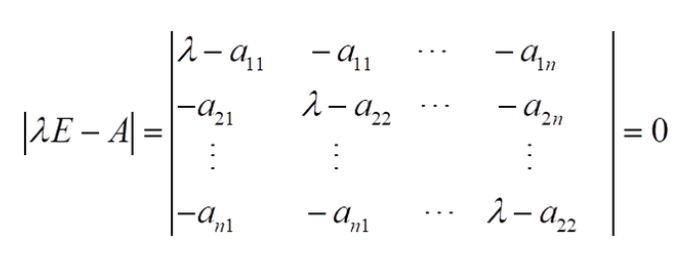 λ − a₁₁ − a₁₁ ⋯ − a₁ₙ
−a₂₁ λ − a₂₂ ⋯ − a₂ₙ
|λE − A| = ⋮ ⋮ ⋮ = 0
−aₙ₁ − aₙ₁ ⋯ λ − a₂₂